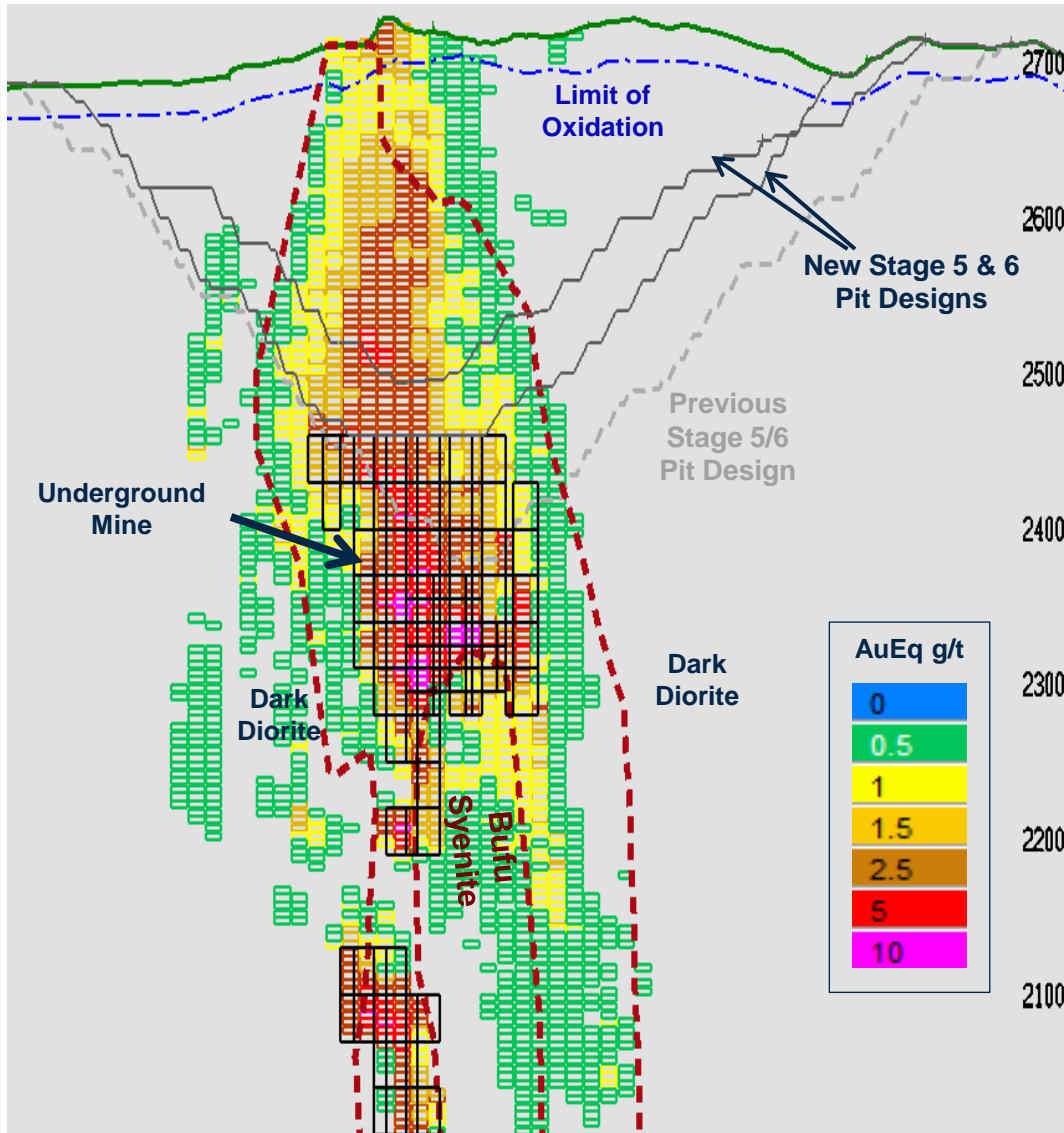 2700
Limit of
Oxidation
2600
New Stage 5 & 6
Pit Designs
2500
Previous
Stage 5/6
Pit Design
Underground
Mine
2400
AuEq g/t
0
0.5
1
1.5
2.5
5
10
Dark
Diorite
Dark
Diorite
2300
Bufu
Syenite
2200
2100